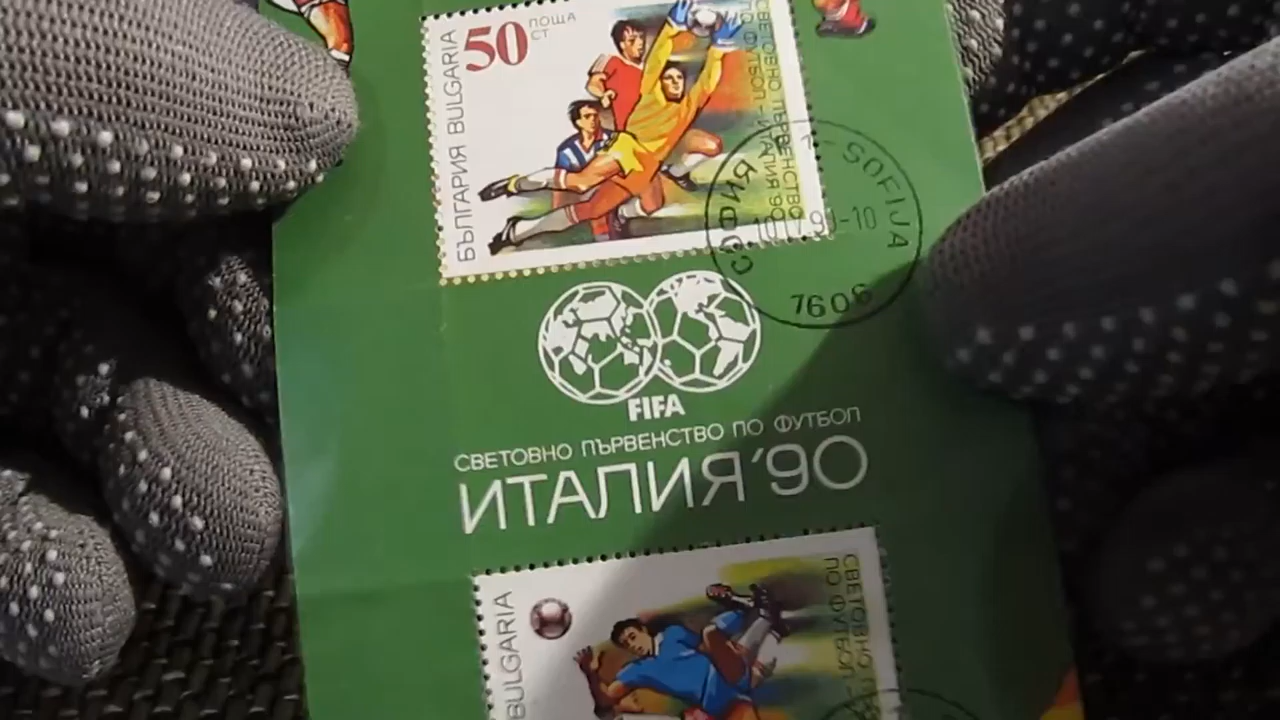 50
ПОЩА
СТ
БЪЛГАРИЯ BULGARIA
СВЕТОВНО ПЪРВЕНСТВО
ПО ФУТБОЛ - ИТАЛИЯ 90
СОФИЯ
SOFIJA
7606
FIFA
СВЕТОВНО ПЪРВЕНСТВО ПО ФУТБОЛ
ИТАЛИЯ '90
BULGARIA
СВЕТОВНО
ПО ФУТБОЛ